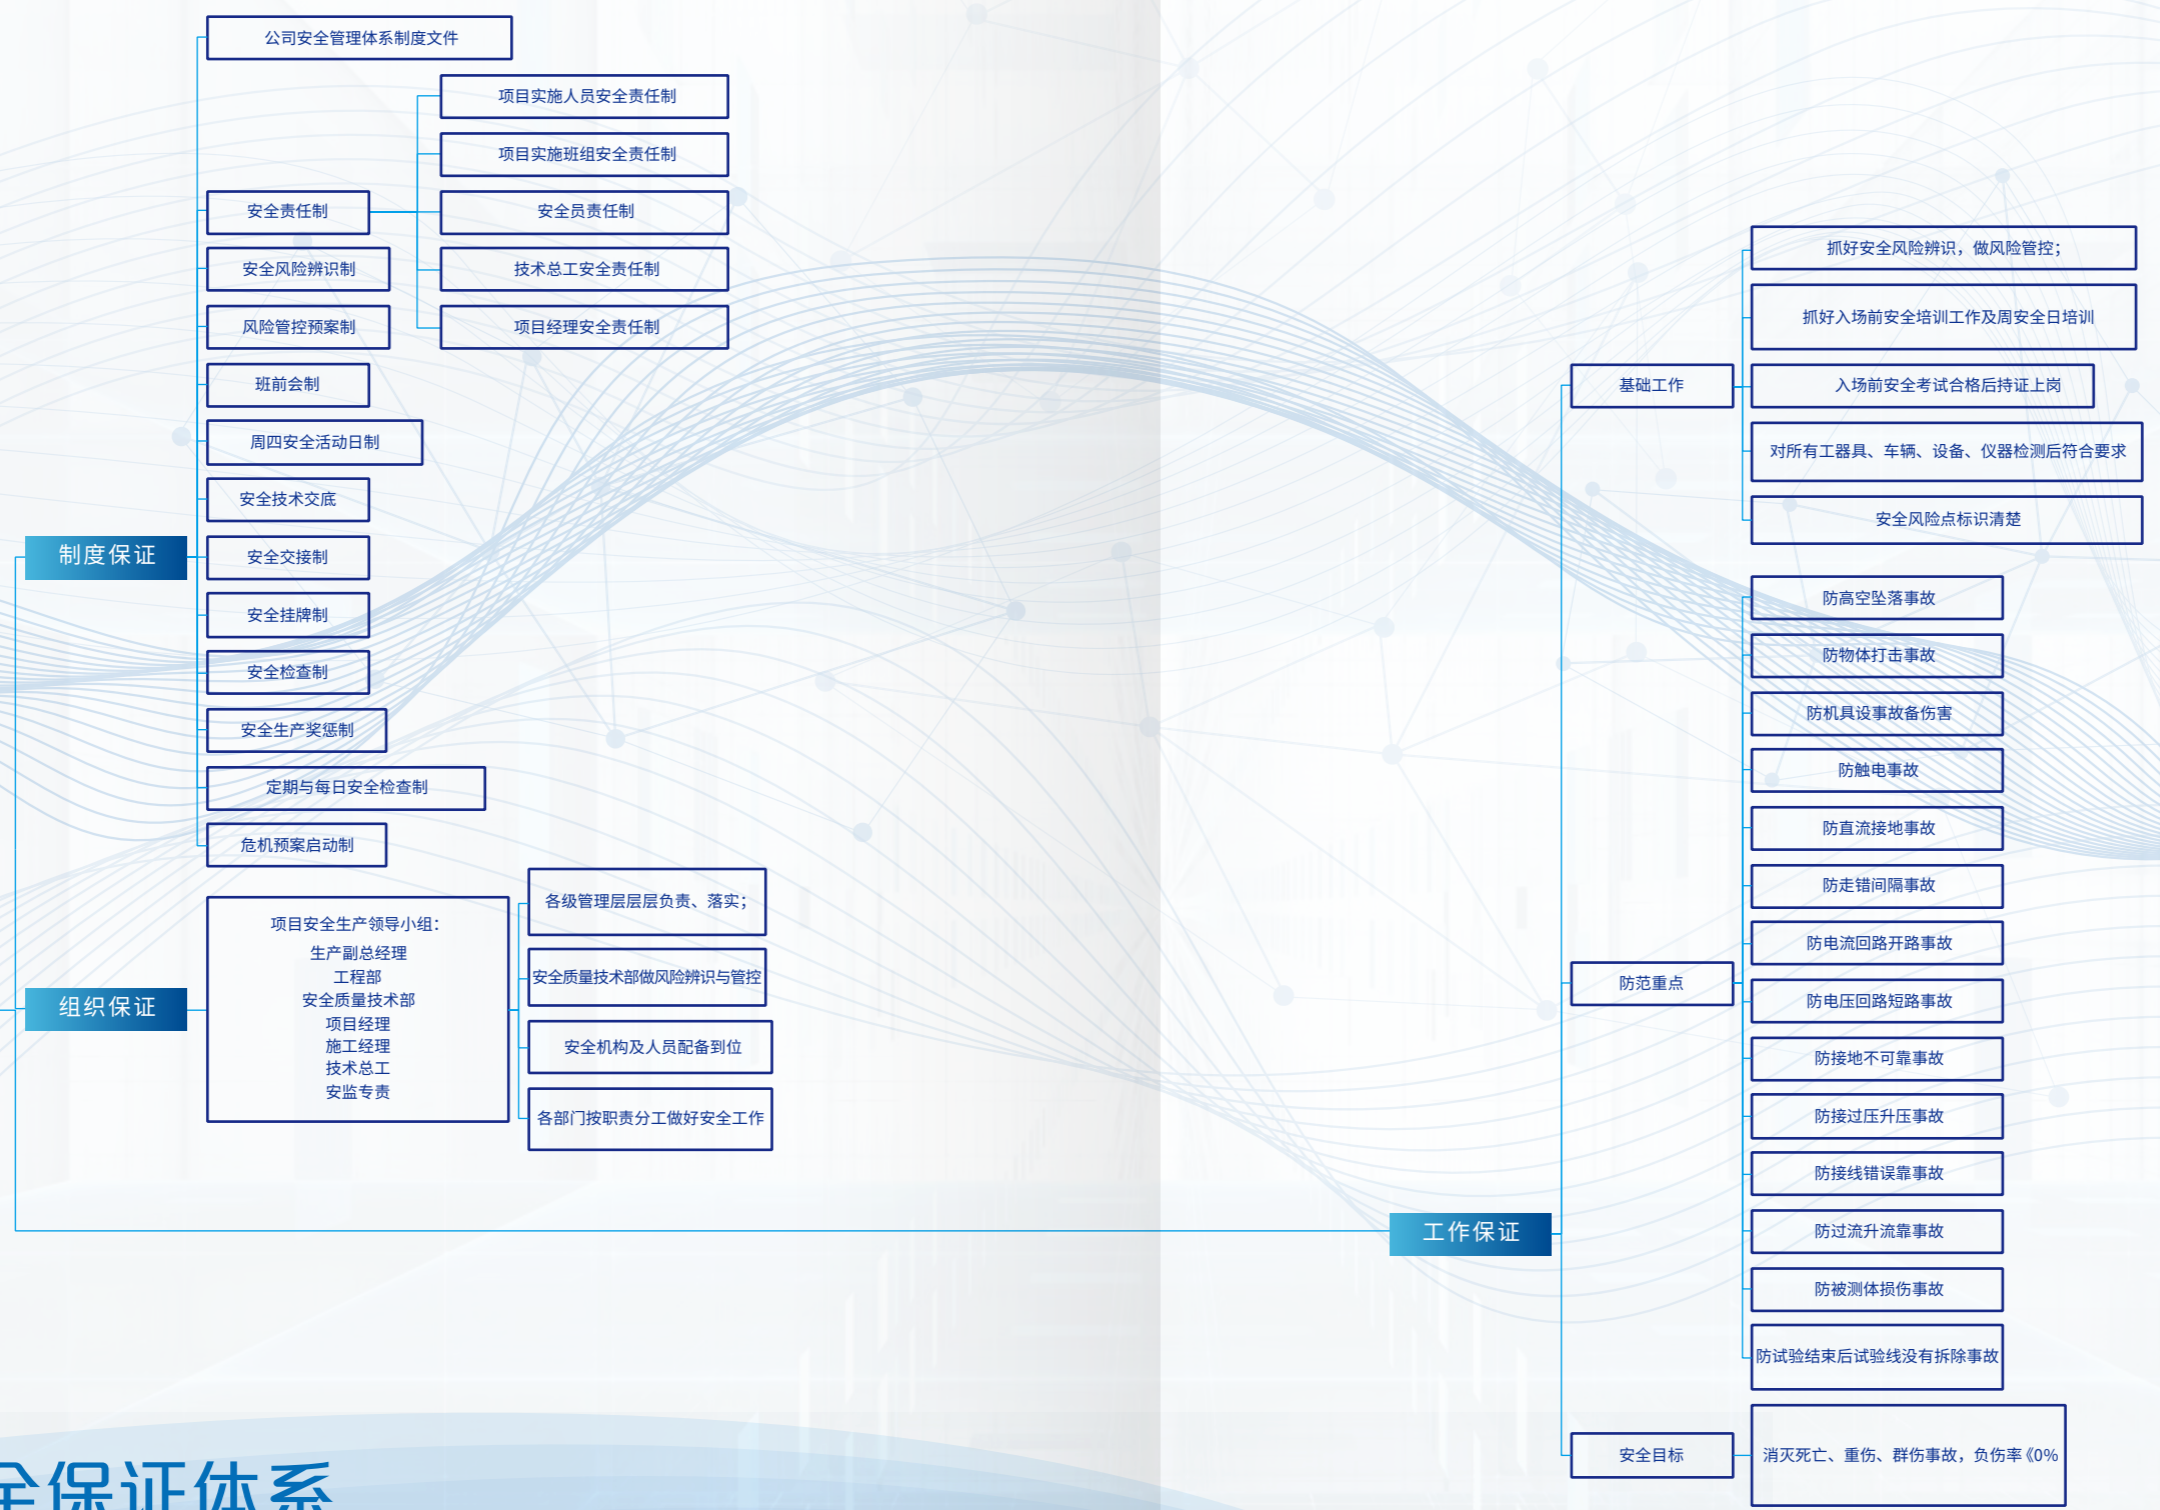 公司安全管理体系制度文件
项目实施人员安全责任制
项目实施班组安全责任制
安全责任制
安全员责任制
安全风险辨识制
技术总工安全责任制
风险管控预案制
项目经理安全责任制
班前会制
周四安全活动日制
安全技术交底
制度保证
安全交接制
安全挂牌制
安全检查制
安全生产奖惩制
定期与每日安全检查制
危机预案启动制
组织保证
项目安全生产领导小组：
生产副总经理
工程部
安全质量技术部
项目经理
施工经理
技术总工
安监专责
各级管理层层层负责、落实；
安全质量技术部做风险辨识与管控
安全机构及人员配备到位
各部门按职责分工做好安全工作
工作保证
基础工作
抓好安全风险辨识，做风险管控；
抓好入场前安全培训工作及周安全日培训
入场前安全考试合格后持证上岗
对所有工器具、车辆、设备、仪器检测后符合要求
安全风险点标识清楚
防范重点
防高空坠落事故
防物体打击事故
防机具设事故备伤害
防触电事故
防直流接地事故
防走错间隔事故
防电流回路开路事故
防电压回路短路事故
防接地不可靠事故
防接过压升压事故
防接线错误靠事故
防过流升流靠事故
防被测体损伤事故
防试验结束后试验线没有拆除事故
安全目标
消灭死亡、重伤、群伤事故，负伤率《0%
全保证体系